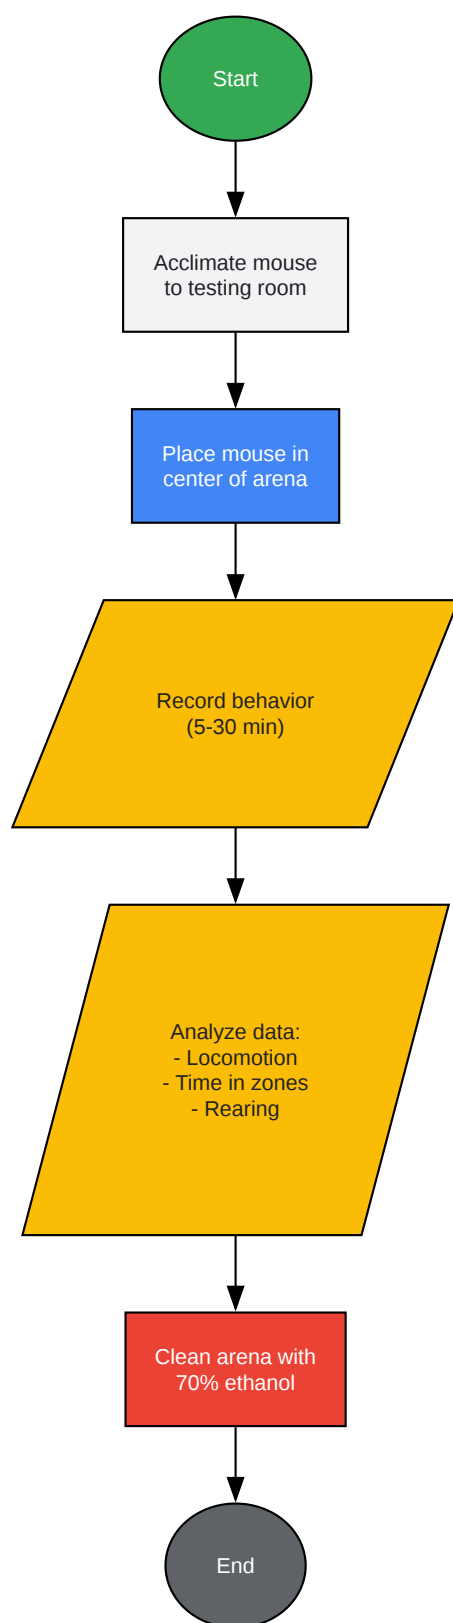 Start
Acclimate mouse
to testing room
Place mouse in
center of arena
Record behavior
(5-30 min)
Analyze data:
- Locomotion
- Time in zones
- Rearing
Clean arena with
70% ethanol
End